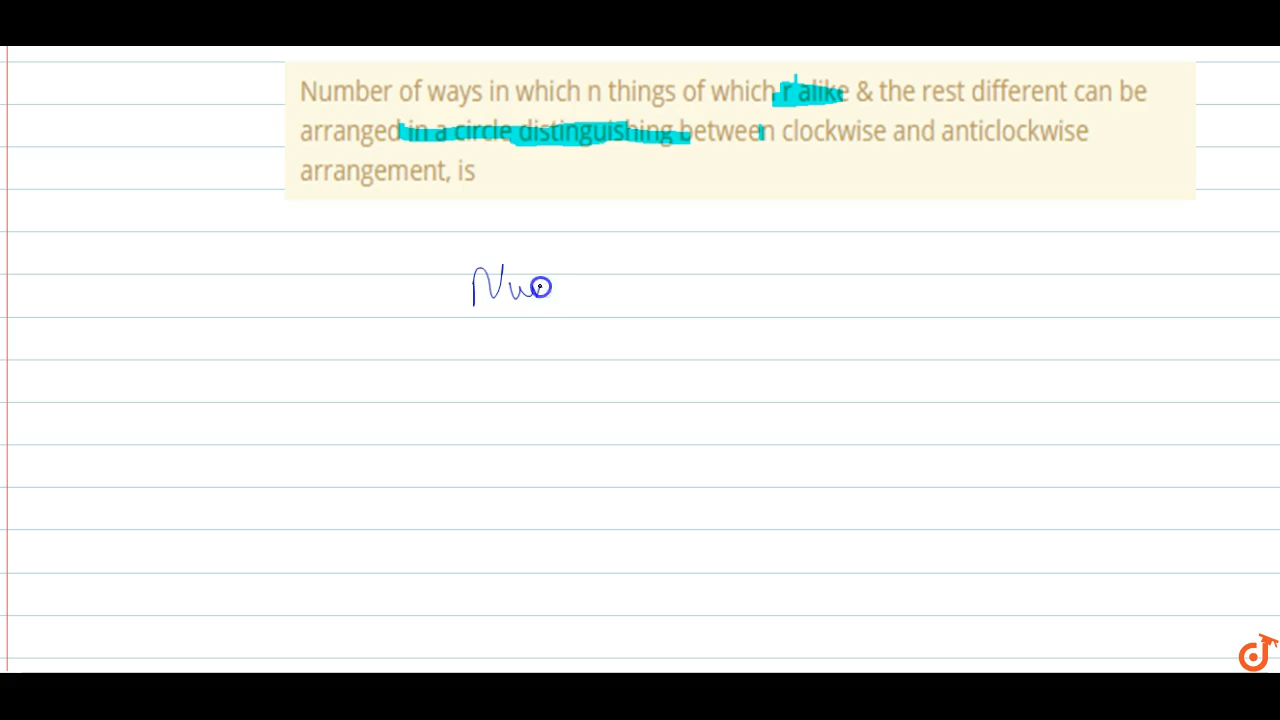 Number of ways in which n things of which r alike & the rest different can be
arranged in a circle distinguishing between clockwise and anticlockwise
arrangement, is
Nu